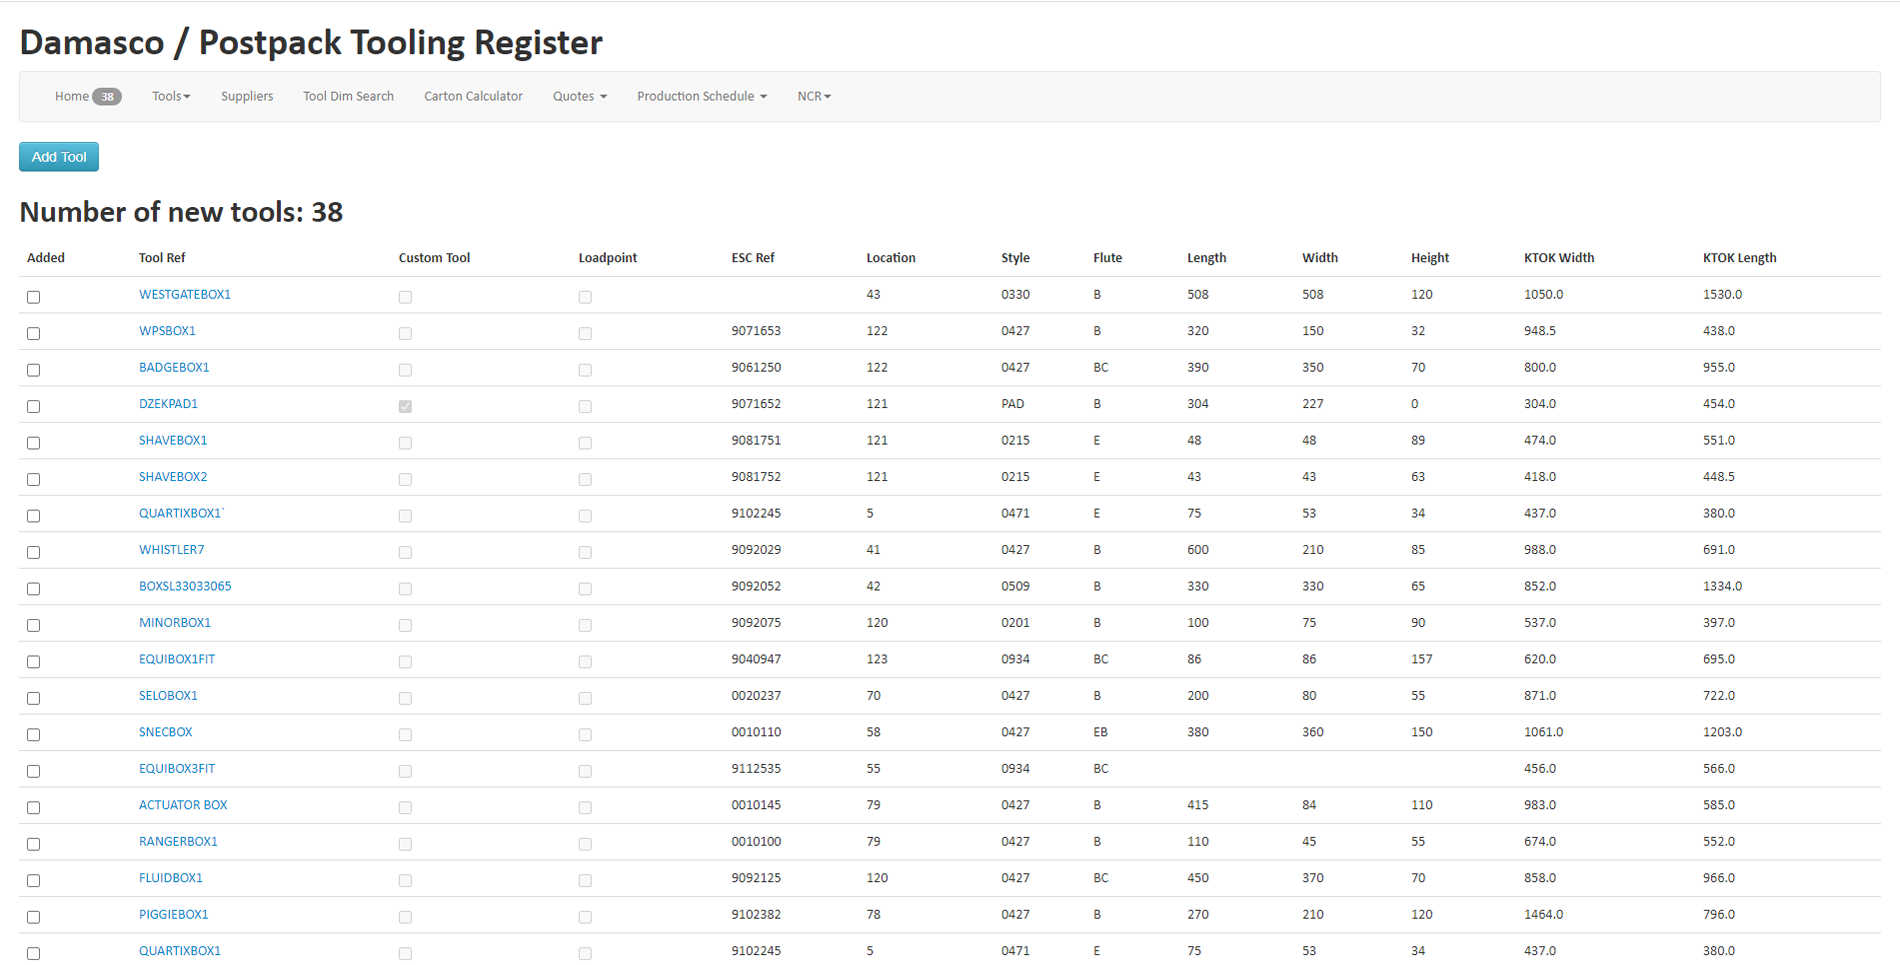 Damasco / Postpack Tooling Register
Home 38 Tools Suppliers Tool Dim Search Carton Calculator Quotes Production Schedule NCR
Add Tool
Number of new tools: 38
Added Tool Ref Custom Tool Loadpoint ESC Ref Location Style Flute Length Width Height KTOK Width KTOK Length
WESTGATEBOX1 43 0330 B 508 508 120 1050.0 1530.0
WPSBOX1 9071653 122 0427 B 320 150 32 948.5 438.0
BADGEBOX1 9061250 122 0427 BC 390 350 70 800.0 955.0
DZEKPAD1 9071652 121 PAD B 304 227 0 304.0 454.0
SHAVEBOX1 9081751 121 0215 E 48 48 89 474.0 551.0
SHAVEBOX2 9081752 121 0215 E 43 43 63 418.0 448.5
QUARTIXBOX1` 9102245 5 0471 E 75 53 34 437.0 380.0
WHISTLER7 9092029 41 0427 B 600 210 85 988.0 691.0
BOXSL33033065 9092052 42 0509 B 330 330 65 852.0 1334.0
MINORBOX1 9092075 120 0201 B 100 75 90 537.0 397.0
EQUIBOX1FIT 9040947 123 0934 BC 86 86 157 620.0 695.0
SELOBOX1 0020237 70 0427 B 200 80 55 871.0 722.0
SNECBOX 0010110 58 0427 EB 380 360 150 1061.0 1203.0
EQUIBOX3FIT 9112535 55 0934 BC 456.0 566.0
ACTUATOR BOX 0010145 79 0427 B 415 84 110 983.0 585.0
RANGERBOX1 0010100 79 0427 B 110 45 55 674.0 552.0
FLUIDBOX1 9092125 120 0427 BC 450 370 70 858.0 966.0
PIGGIEBOX1 9102382 78 0427 B 270 210 120 1464.0 796.0
QUARTIXBOX1 9102245 5 0471 E 75 53 34 437.0 380.0